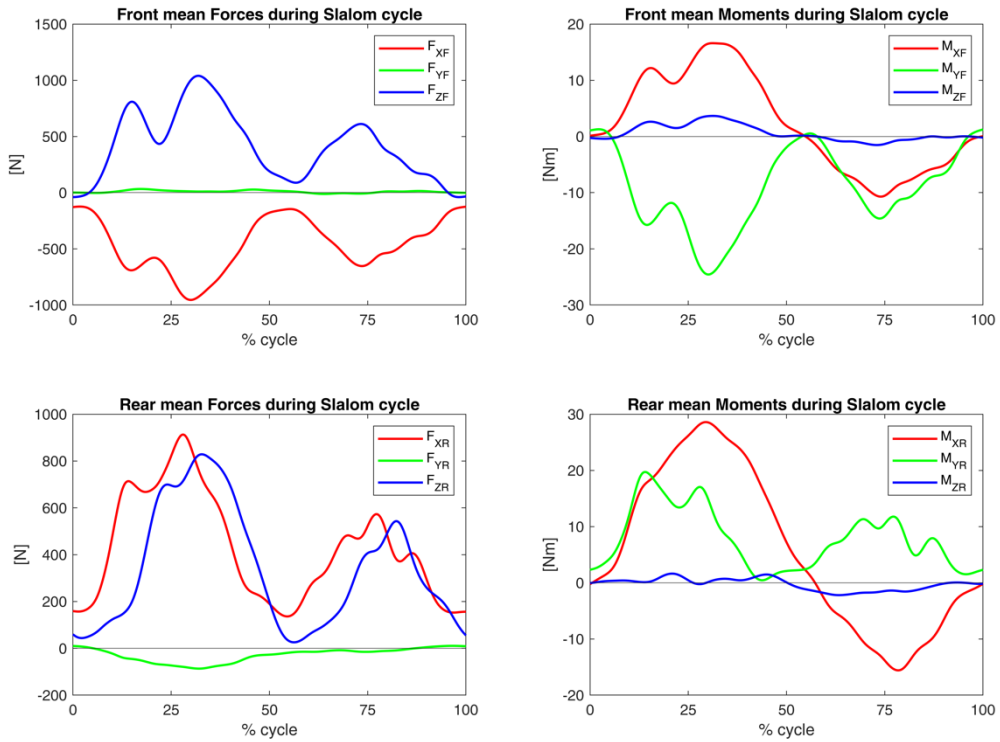 Front mean Forces during Slalom cycle
1500
1000
500
0
-500
-1000
[N]
0 25 50 75 100
% cycle
F_XF
F_YF
F_ZF
Front mean Moments during Slalom cycle
20
10
0
-10
-20
-30
[Nm]
0 25 50 75 100
% cycle
M_XF
M_YF
M_ZF
Rear mean Forces during Slalom cycle
1000
800
600
400
200
0
-200
[N]
0 25 50 75 100
% cycle
F_XR
F_YR
F_ZR
Rear mean Moments during Slalom cycle
30
20
10
0
-10
-20
[Nm]
0 25 50 75 100
% cycle
M_XR
M_YR
M_ZR